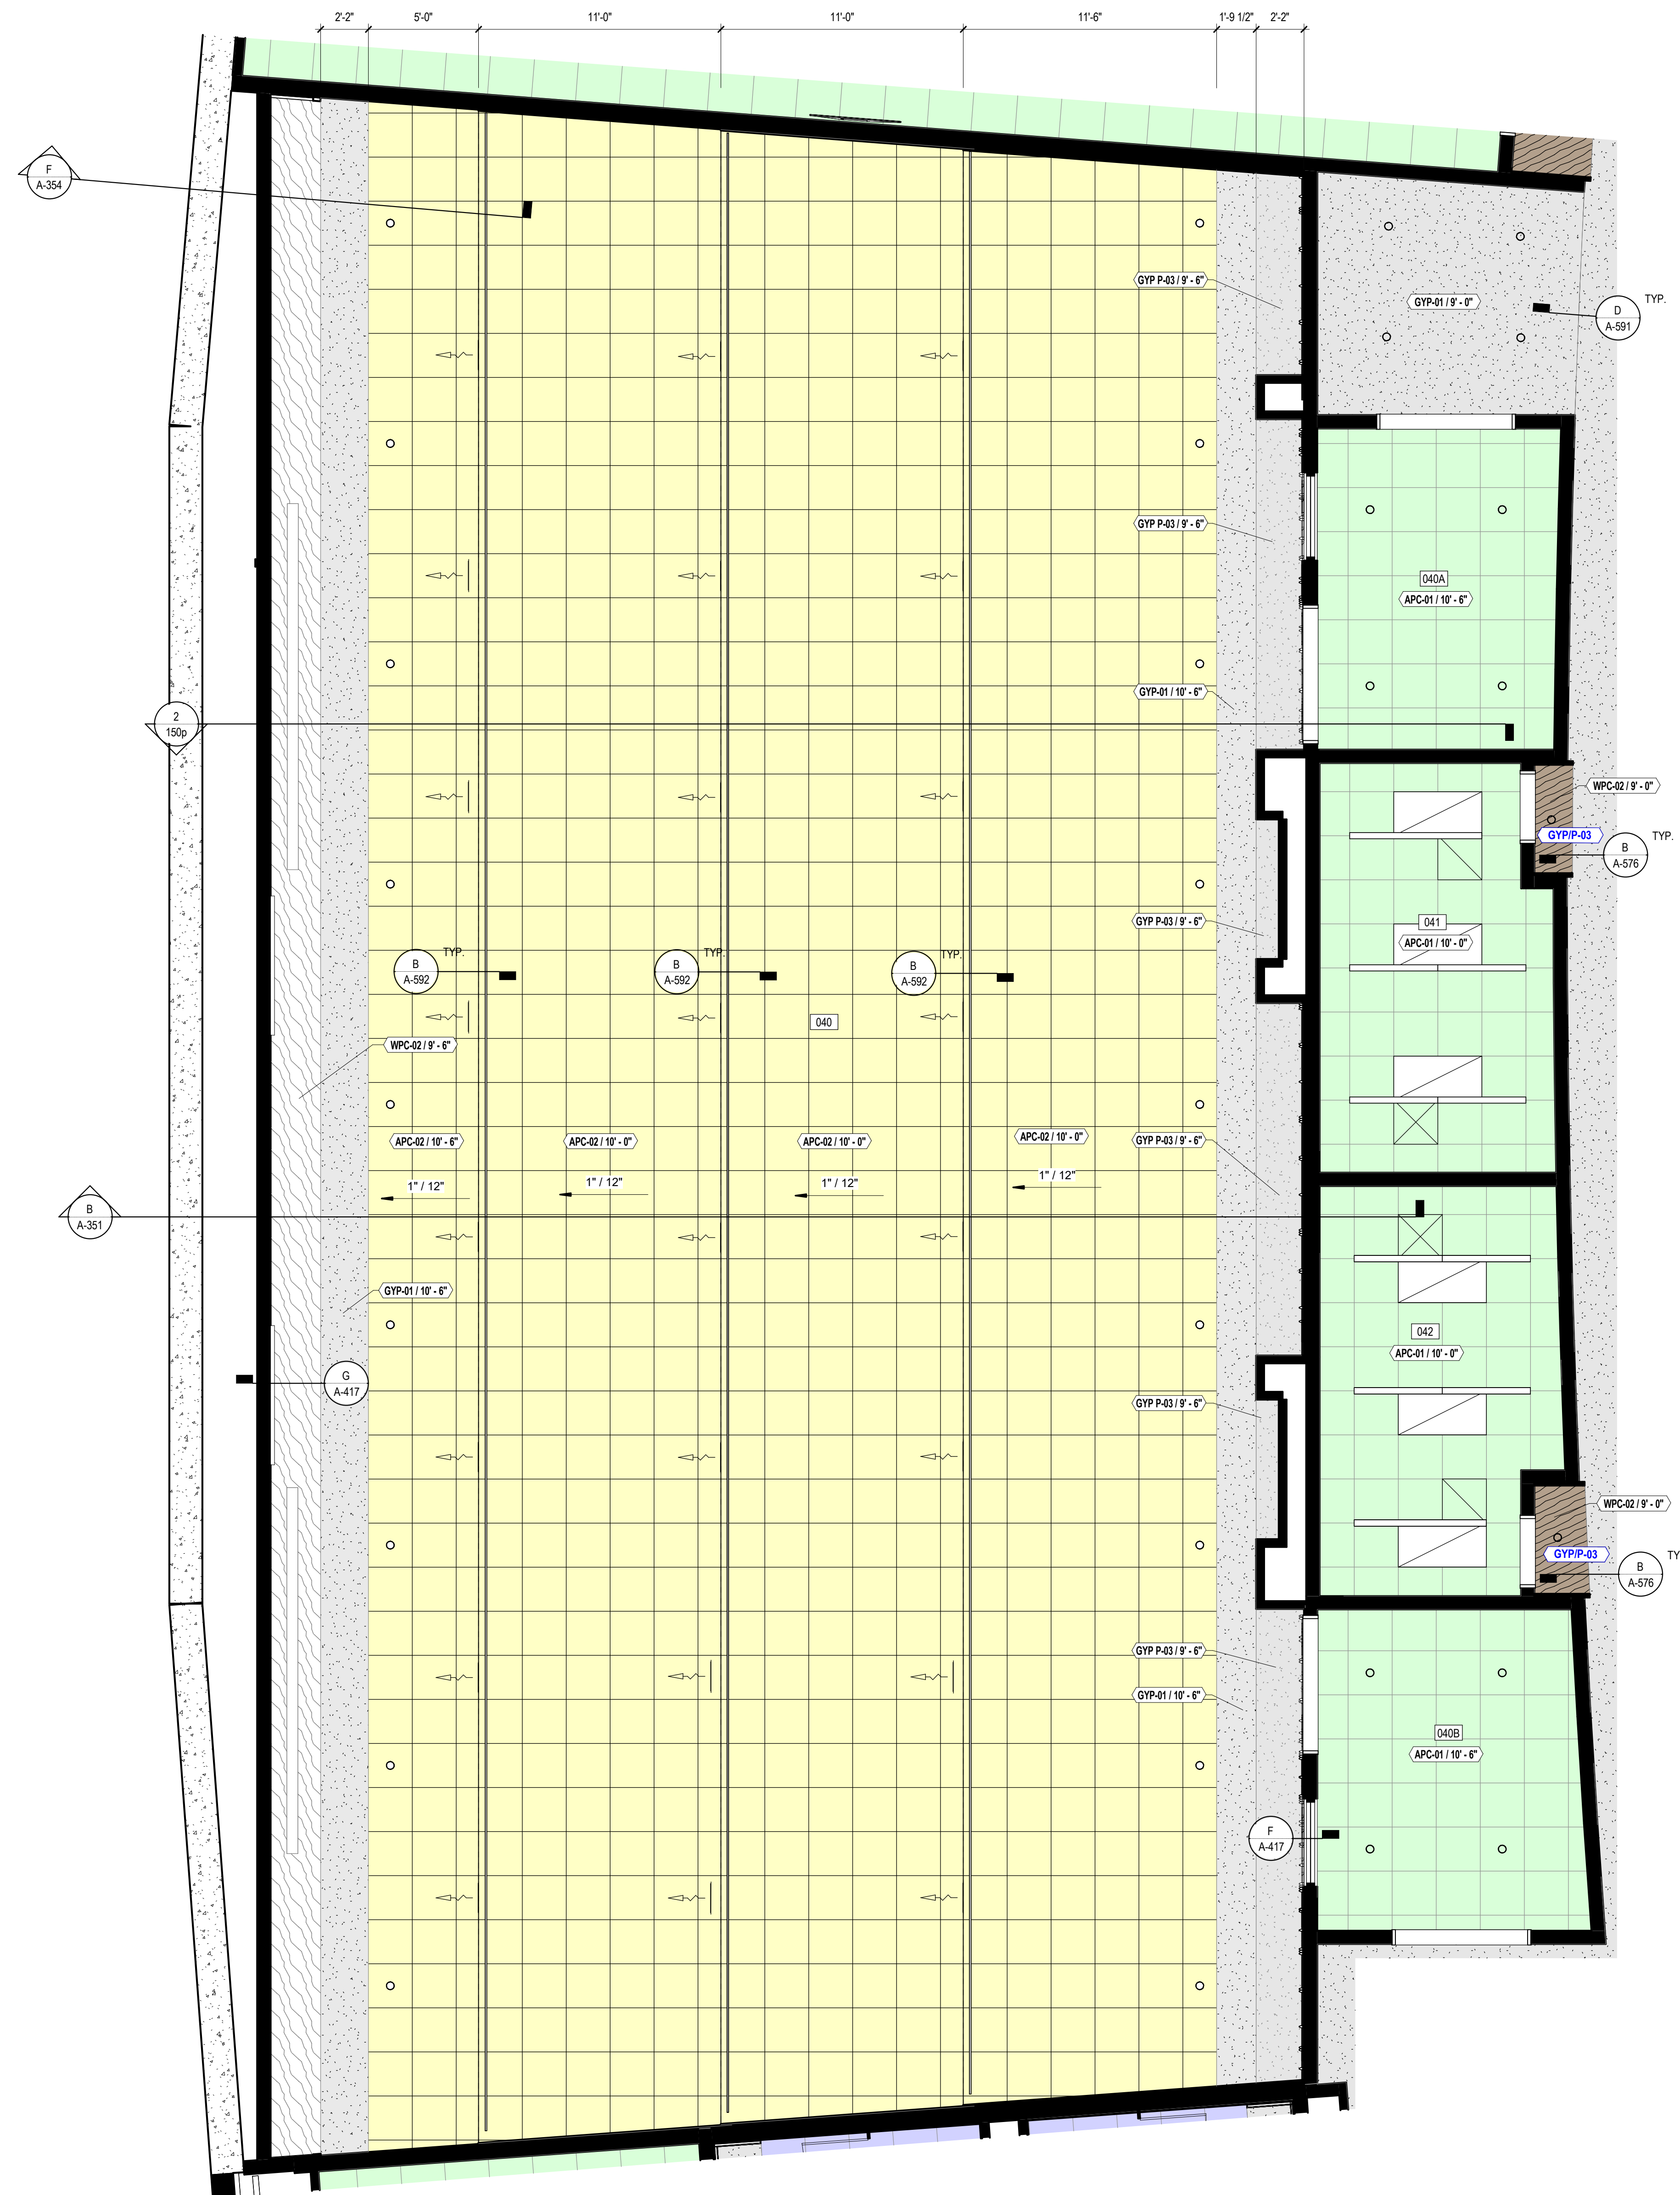 2'-2"
5'-0"
11'-0"
11'-0"
11'-6"
1'-9 1/2"
2'-2"
F
A-354
GYP P-03 / 9' - 6"
GYP-01 / 9' - 0"
D
A-591
TYP.
GYP P-03 / 9' - 6"
040A
APC-01 / 10' - 6"
GYP-01 / 10' - 6"
2
150p
WPC-02 / 9' - 0"
GYP/P-03
B
A-576
TYP.
GYP P-03 / 9' - 6"
041
APC-01 / 10' - 0"
B
A-592
TYP.
B
A-592
TYP.
B
A-592
TYP.
040
WPC-02 / 9' - 6"
APC-02 / 10' - 6"
APC-02 / 10' - 0"
APC-02 / 10' - 0"
APC-02 / 10' - 0"
GYP P-03 / 9' - 6"
1" / 12"
1" / 12"
1" / 12"
1" / 12"
B
A-351
GYP-01 / 10' - 6"
042
APC-01 / 10' - 0"
G
A-417
GYP P-03 / 9' - 6"
WPC-02 / 9' - 0"
GYP/P-03
B
A-576
TY
GYP P-03 / 9' - 6"
GYP-01 / 10' - 6"
040B
APC-01 / 10' - 6"
F
A-417